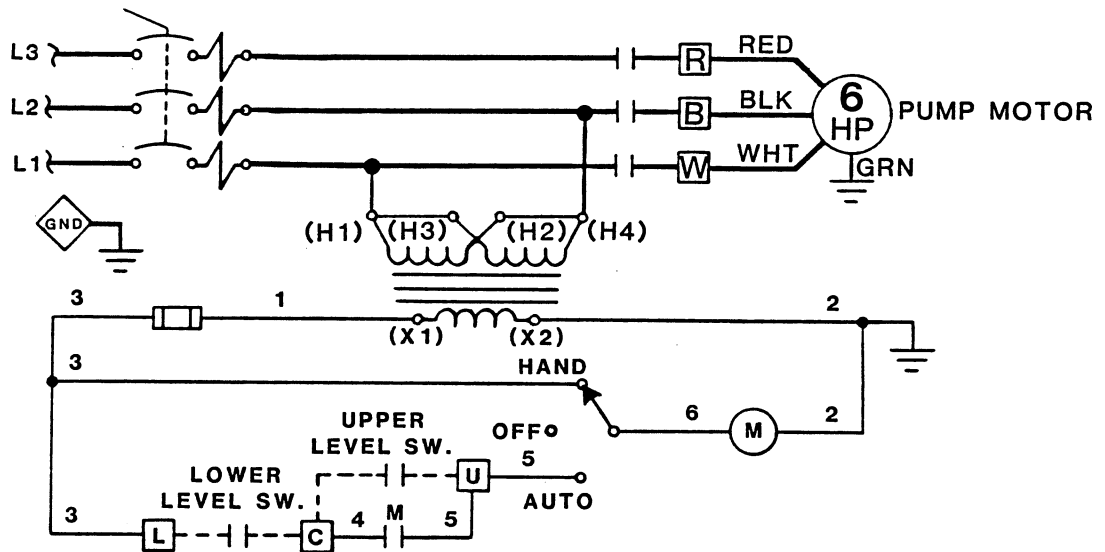 L3
RED
R
L2
BLK
B
6
HP
PUMP MOTOR
L1
WHT
W
GRN
GND
(H1)
(H3)
(H2)
(H4)
3
1
(X1)
(X2)
2
3
HAND
6
M
2
UPPER
LEVEL SW.
OFF
5
U
AUTO
LOWER
LEVEL SW.
3
L
C
4
M
5